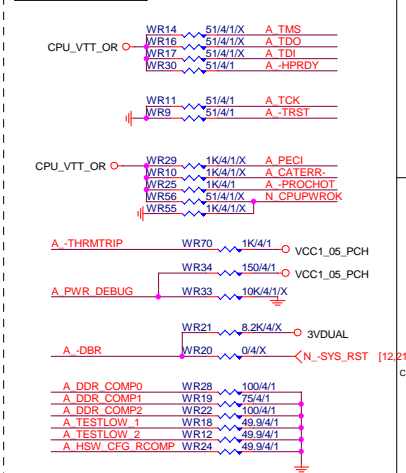 WR14 51/4/1/X A_TMS
WR16 51/4/1/X A_TDO
CPU_VTT_OR WR17 51/4/1/X A_TDI
WR30 51/4/1 A_-HPRDY
WR11 51/4/1 A_TCK
WR9 51/4/1 A_-TRST
CPU_VTT_OR WR29 1K/4/1/X A_PECI
WR10 1K/4/1/X A_CATERR-
WR25 1K/4/1 A_-PROCHOT
WR56 51/4/1/X N_CPUPWROK
WR55 1K/4/1/X
A_-THRMTRIP WR70 1K/4/1 VCC1_05_PCH
WR34 150/4/1 VCC1_05_PCH
A_PWR_DEBUG WR33 10K/4/1/X
WR21 8.2K/4/X 3VDUAL
A_-DBR WR20 0/4/X N_-SYS_RST [12,21
C
A_DDR_COMP0 WR28 100/4/1
A_DDR_COMP1 WR19 75/4/1
A_DDR_COMP2 WR22 100/4/1
A_TESTLOW_1 WR18 49.9/4/1
A_TESTLOW_2 WR12 49.9/4/1
A_HSW_CFG_RCOMP WR24 49.9/4/1